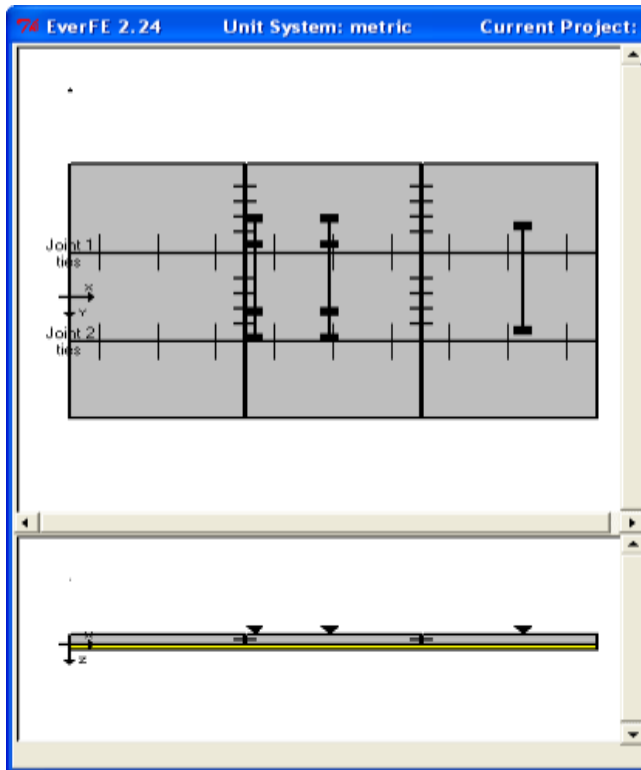 EverFE 2.24 Unit System: metric Current Project:
Joint 1
ties
X
Y
Joint 2
ties
X
Z